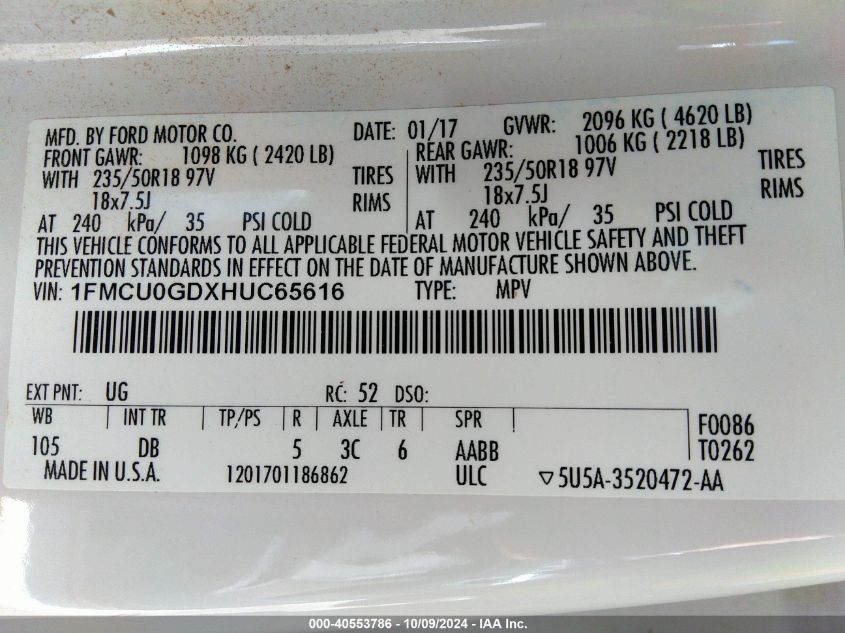 MFD. BY FORD MOTOR CO. DATE: 01/17 GVWR: 2096 KG ( 4620 LB)
FRONT GAWR: 1098 KG ( 2420 LB) REAR GAWR: 1006 KG ( 2218 LB)
WITH 235/50R18 97V TIRES WITH 235/50R18 97V TIRES
18x7.5J RIMS 18x7.5J RIMS
AT 240 kPa/ 35 PSI COLD AT 240 kPa/ 35 PSI COLD
THIS VEHICLE CONFORMS TO ALL APPLICABLE FEDERAL MOTOR VEHICLE SAFETY AND THEFT
PREVENTION STANDARDS IN EFFECT ON THE DATE OF MANUFACTURE SHOWN ABOVE.
VIN: 1FMCU0GDXHUC65616 TYPE: MPV
EXT PNT: UG RC: 52 DSO:
WB INT TR TP/PS R AXLE TR SPR F0086
105 DB 5 3C 6 AABB T0262
MADE IN U.S.A. 1201701186862 ULC ▽5U5A-3520472-AA
000-40553786 - 10/09/2024 - IAA Inc.